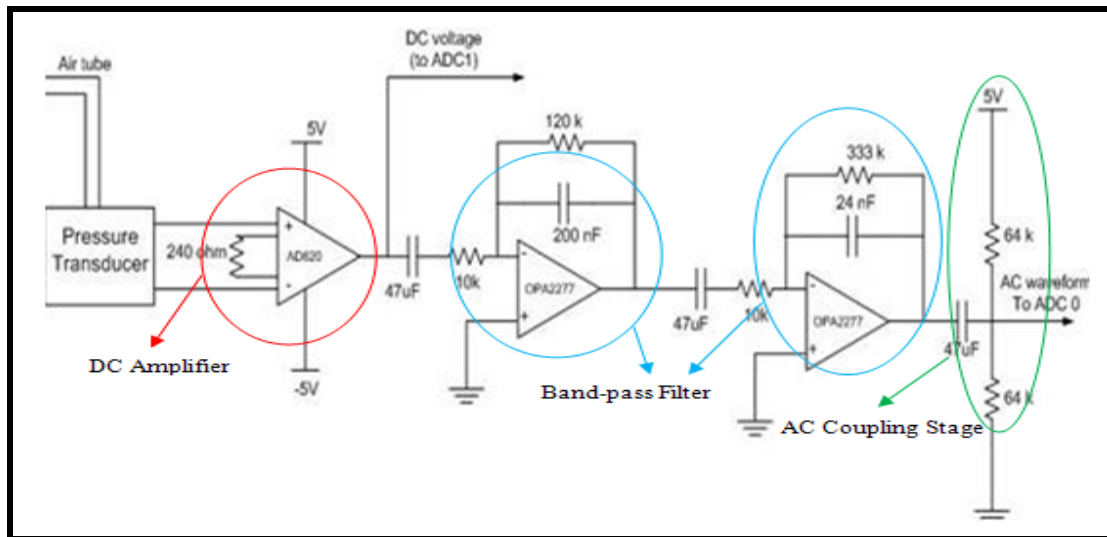 DC voltage
(to ADC1)
Air tube
5V
120 k
200 nF
Pressure
Transducer
240 ohm
+
-
AD620
47uF
10k
-
+
OPA2277
-5V
DC Amplifier
333 k
24 nF
47uF
10k
-
+
OPA2277
Band-pass Filter
5V
64 k
AC waveform
To ADC 0
47uF
64 k
AC Coupling Stage